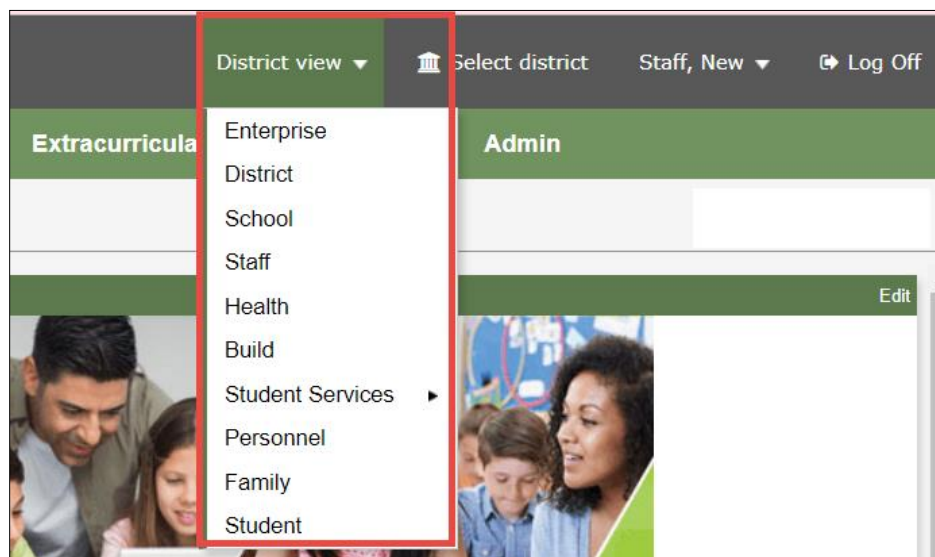 District view
Select district
Staff, New
Log Off
Extracurricula
Admin
Enterprise
District
School
Staff
Health
Build
Student Services
Personnel
Family
Student
Edit